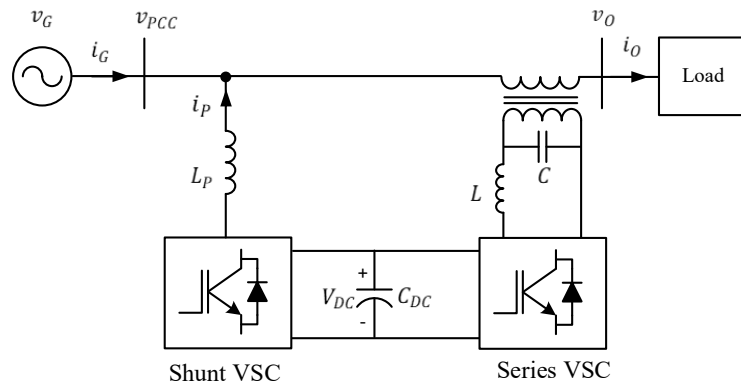 v_G
v_PCC
v_O
i_G
i_O
Load
i_P
L_P
L
C
+
V_DC
C_DC
-
Shunt VSC
Series VSC